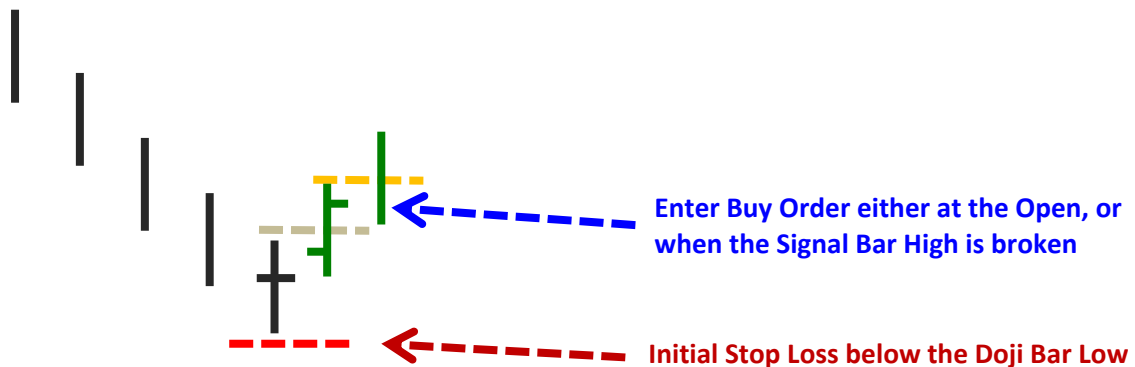 Enter Buy Order either at the Open, or
when the Signal Bar High is broken
Initial Stop Loss below the Doji Bar Low